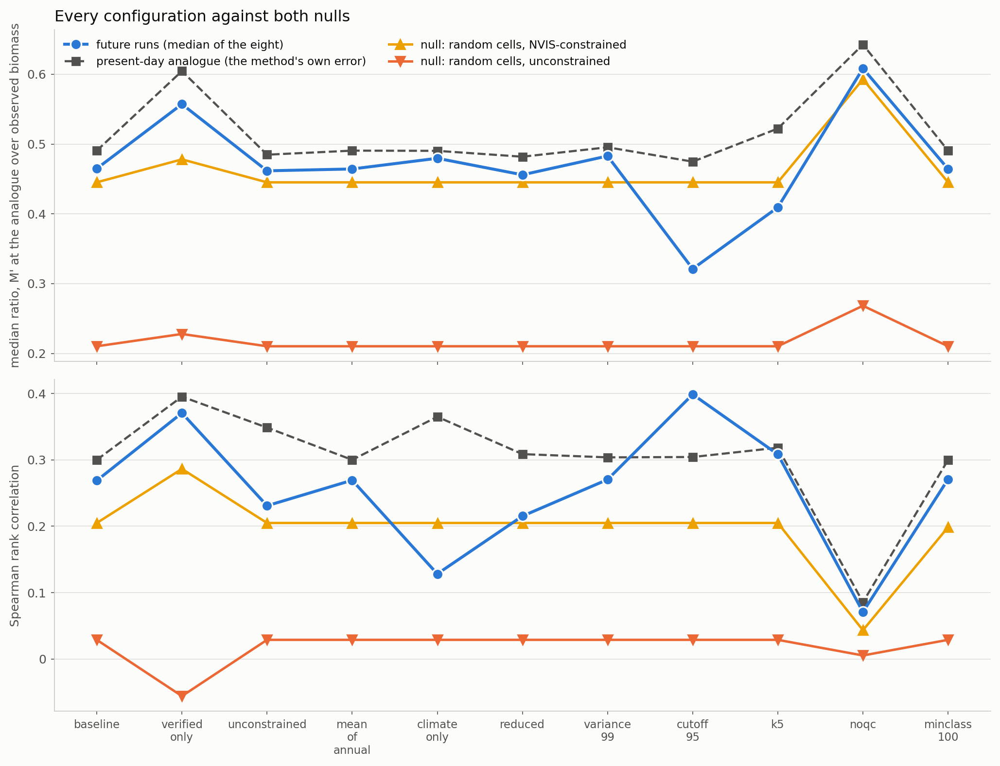 Every configuration against both nulls
future runs (median of the eight)
present-day analogue (the method's own error)
null: random cells, NVIS-constrained
null: random cells, unconstrained
median ratio, M' at the analogue over observed biomass
0.6
0.5
0.4
0.3
0.2
Spearman rank correlation
0.4
0.3
0.2
0.1
0
baseline
verified
only
unconstrained
mean
of
annual
climate
only
reduced
variance
99
cutoff
95
k5
noqc
minclass
100